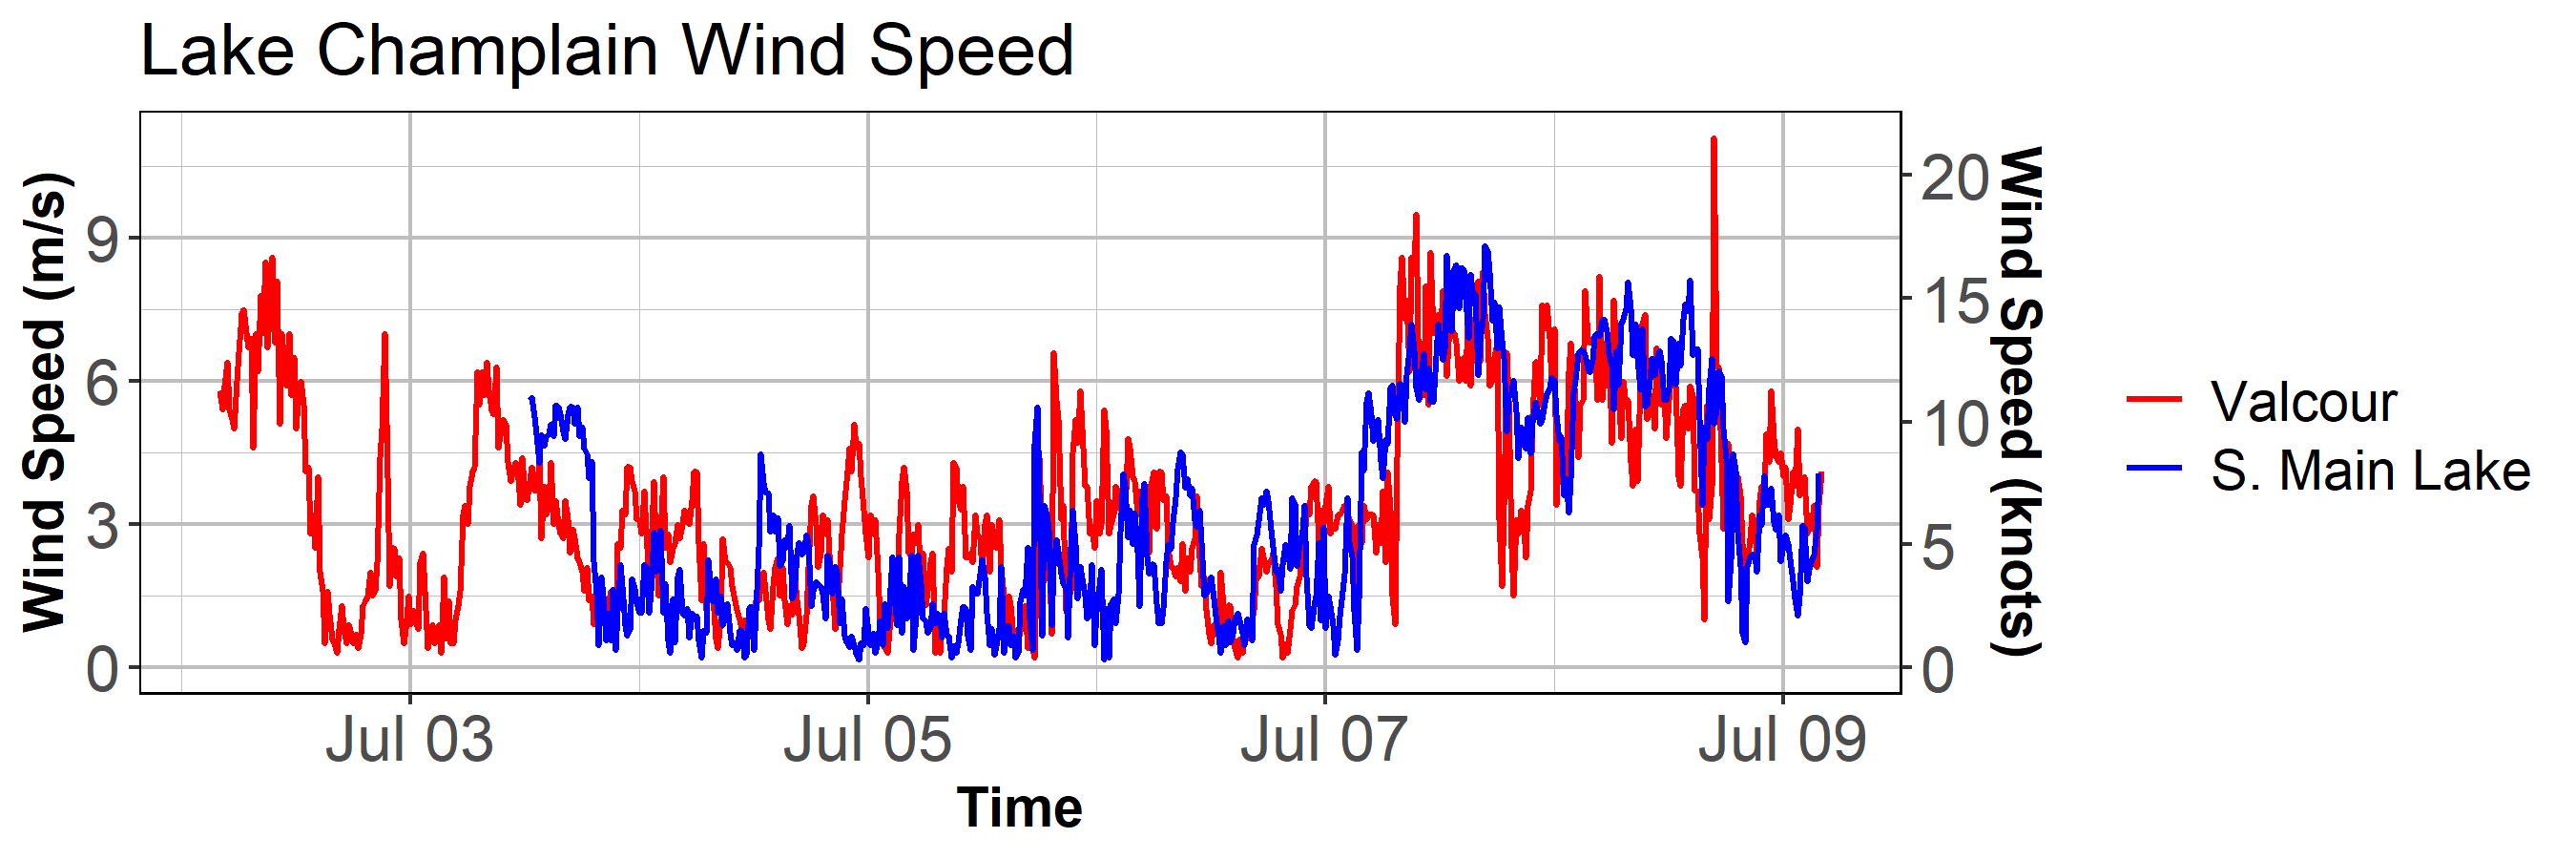 Lake Champlain Wind Speed
Wind Speed (m/s)
9
6
3
0
20
15
10
5
0
Wind Speed (knots)
Jul 03
Jul 05
Jul 07
Jul 09
Time
Valcour
S. Main Lake